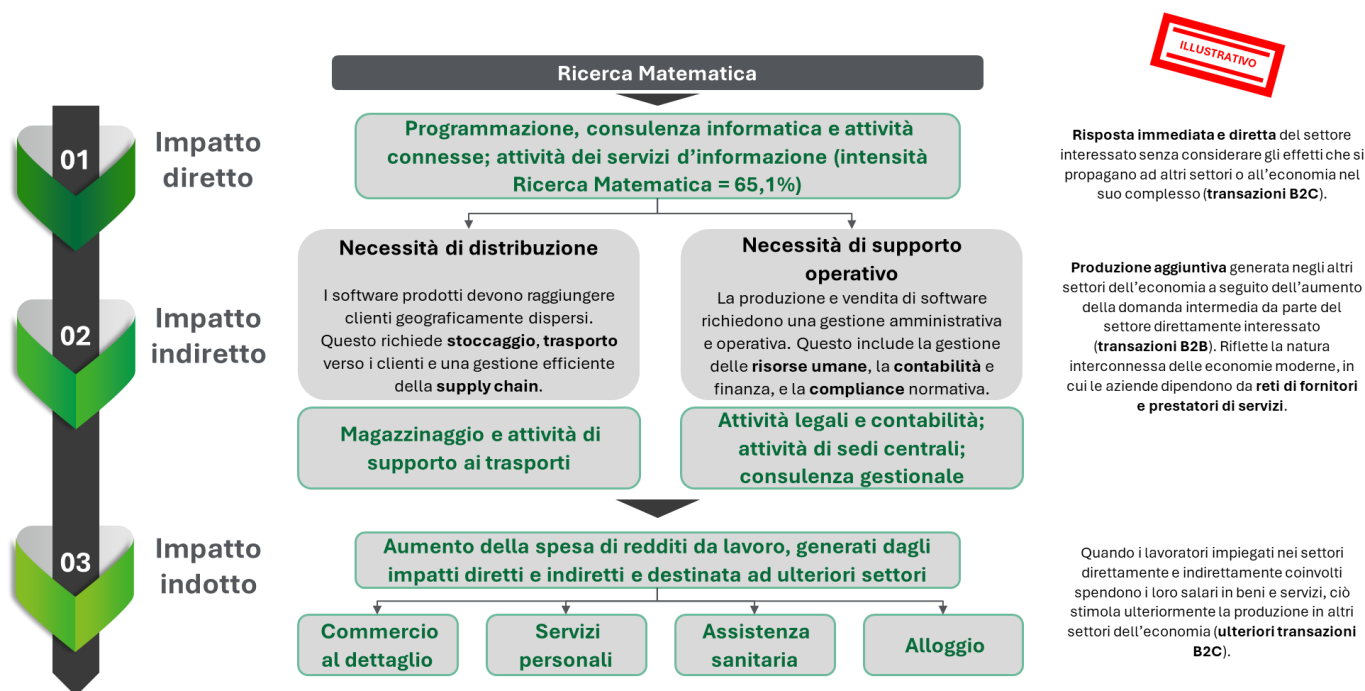 ILLUSTRATIVO
Ricerca Matematica
01
Impatto
diretto
Programmazione, consulenza informatica e attività
connesse; attività dei servizi d’informazione (intensità
Ricerca Matematica = 65,1%)
Risposta immediata e diretta del settore
interessato senza considerare gli effetti che si
propagano ad altri settori o all’economia nel
suo complesso (transazioni B2C).
02
Impatto
indiretto
Necessità di distribuzione
I software prodotti devono raggiungere
clienti geograficamente dispersi.
Questo richiede stoccaggio, trasporto
verso i clienti e una gestione efficiente
della supply chain.
Necessità di supporto
operativo
La produzione e vendita di software
richiedono una gestione amministrativa
e operativa. Questo include la gestione
delle risorse umane, la contabilità e
finanza, e la compliance normativa.
Magazzinaggio e attività di
supporto ai trasporti
Attività legali e contabilità;
attività di sedi centrali;
consulenza gestionale
Produzione aggiuntiva generata negli altri
settori dell’economia a seguito dell’aumento
della domanda intermedia da parte del
settore direttamente interessato
(transazioni B2B). Riflette la natura
interconnessa delle economie moderne, in
cui le aziende dipendono da reti di fornitori
e prestatori di servizi.
03
Impatto
indotto
Aumento della spesa di redditi da lavoro, generati dagli
impatti diretti e indiretti e destinata ad ulteriori settori
Commercio
al dettaglio
Servizi
personali
Assistenza
sanitaria
Alloggio
Quando i lavoratori impiegati nei settori
direttamente e indirettamente coinvolti
spendono i loro salari in beni e servizi, ciò
stimola ulteriormente la produzione in altri
settori dell’economia (ulteriori transazioni
B2C).